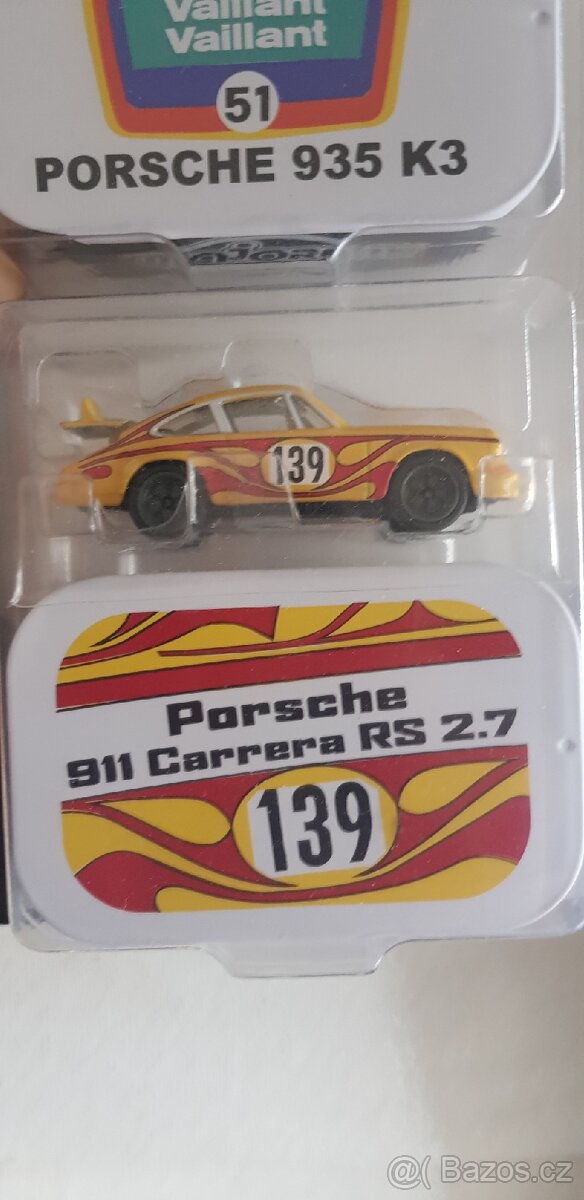 Vaillant
Vaillant
51
PORSCHE 935 K3
139
Porsche
911 Carrera RS 2.7
139
@( Bazos.cz